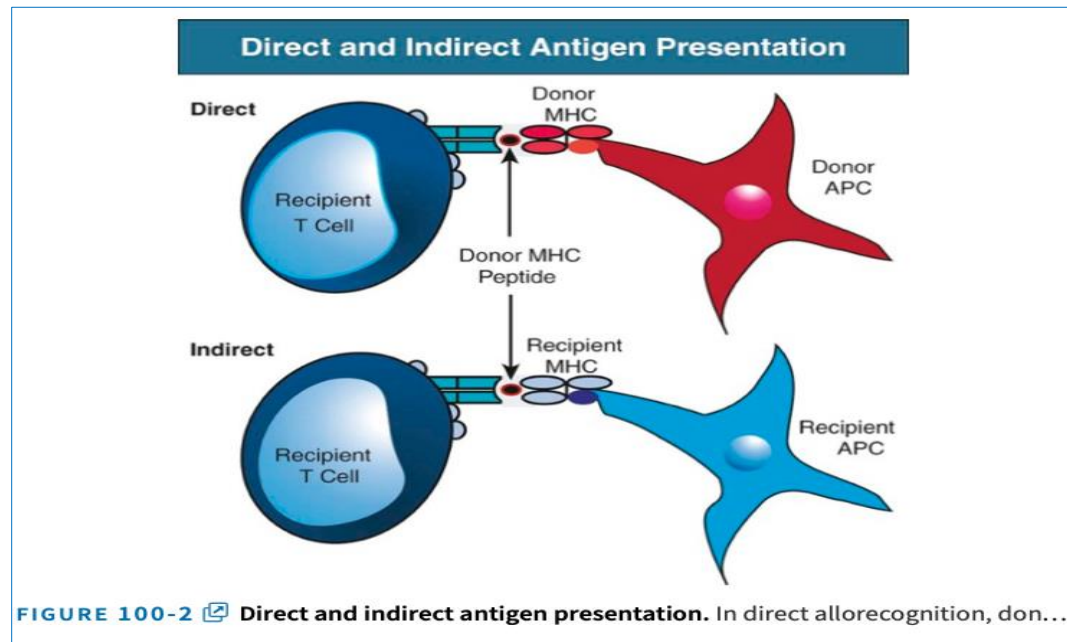 Direct and Indirect Antigen Presentation
Direct
Donor
MHC
Donor
APC
Recipient
T Cell
Donor MHC
Peptide
Indirect
Recipient
MHC
Recipient
APC
Recipient
T Cell
FIGURE 100-2 Direct and indirect antigen presentation. In direct allorecognition, don...